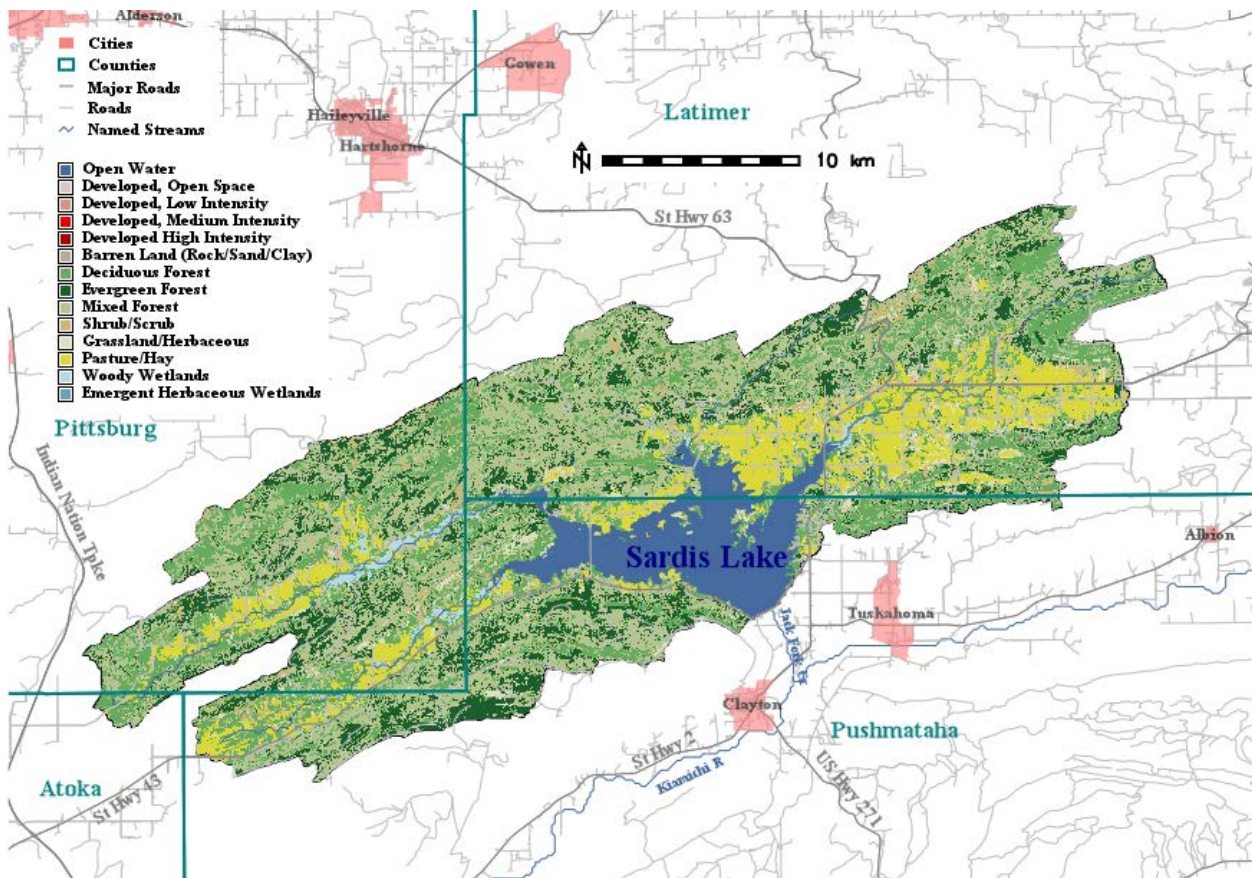 Alderson
Cities
Counties
Major Roads
Roads
Named Streams
Open Water
Developed, Open Space
Developed, Low Intensity
Developed, Medium Intensity
Developed High Intensity
Barren Land (Rock/Sand/Clay)
Deciduous Forest
Evergreen Forest
Mixed Forest
Shrub/Scrub
Grassland/Herbaceous
Pasture/Hay
Woody Wetlands
Emergent Herbaceous Wetlands
Gowen
Haileyville
Hartshorne
Latimer
N
10 km
St Hwy 63
Pittsburg
Indian Nation Tpke
Sardis Lake
Albion
Tuskahoma
Jack Fork Cr
Clayton
Pushmataha
St Hwy 2
Kiamithi R
US Hwy 271
Atoka
St Hwy 43